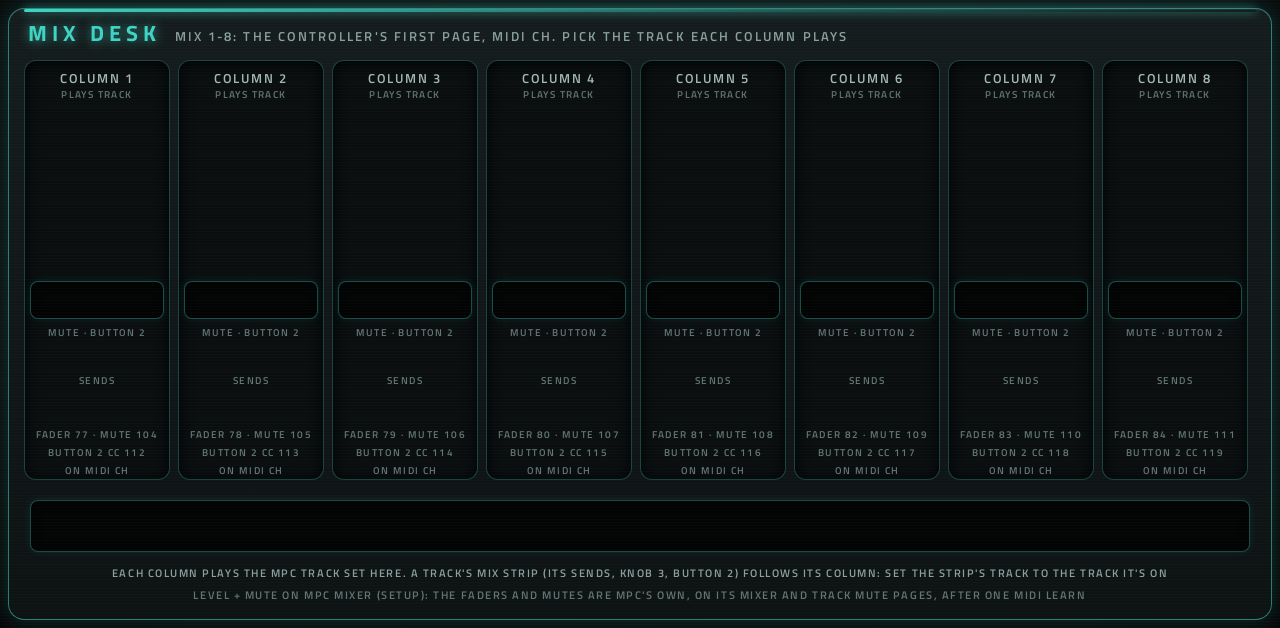 MIX DESK MIX 1-8: THE CONTROLLER'S FIRST PAGE, MIDI CH. PICK THE TRACK EACH COLUMN PLAYS
COLUMN 1 COLUMN 2 COLUMN 3 COLUMN 4 COLUMN 5 COLUMN 6 COLUMN 7 COLUMN 8
PLAYS TRACK PLAYS TRACK PLAYS TRACK PLAYS TRACK PLAYS TRACK PLAYS TRACK PLAYS TRACK PLAYS TRACK
MUTE · BUTTON 2 MUTE · BUTTON 2 MUTE · BUTTON 2 MUTE · BUTTON 2 MUTE · BUTTON 2 MUTE · BUTTON 2 MUTE · BUTTON 2 MUTE · BUTTON 2
SENDS SENDS SENDS SENDS SENDS SENDS SENDS SENDS
FADER 77 · MUTE 104 FADER 78 · MUTE 105 FADER 79 · MUTE 106 FADER 80 · MUTE 107 FADER 81 · MUTE 108 FADER 82 · MUTE 109 FADER 83 · MUTE 110 FADER 84 · MUTE 111
BUTTON 2 CC 112 BUTTON 2 CC 113 BUTTON 2 CC 114 BUTTON 2 CC 115 BUTTON 2 CC 116 BUTTON 2 CC 117 BUTTON 2 CC 118 BUTTON 2 CC 119
ON MIDI CH ON MIDI CH ON MIDI CH ON MIDI CH ON MIDI CH ON MIDI CH ON MIDI CH ON MIDI CH
EACH COLUMN PLAYS THE MPC TRACK SET HERE. A TRACK'S MIX STRIP (ITS SENDS, KNOB 3, BUTTON 2) FOLLOWS ITS COLUMN: SET THE STRIP'S TRACK TO THE TRACK IT'S ON
LEVEL + MUTE ON MPC MIXER (SETUP): THE FADERS AND MUTES ARE MPC'S OWN, ON ITS MIXER AND TRACK MUTE PAGES, AFTER ONE MIDI LEARN